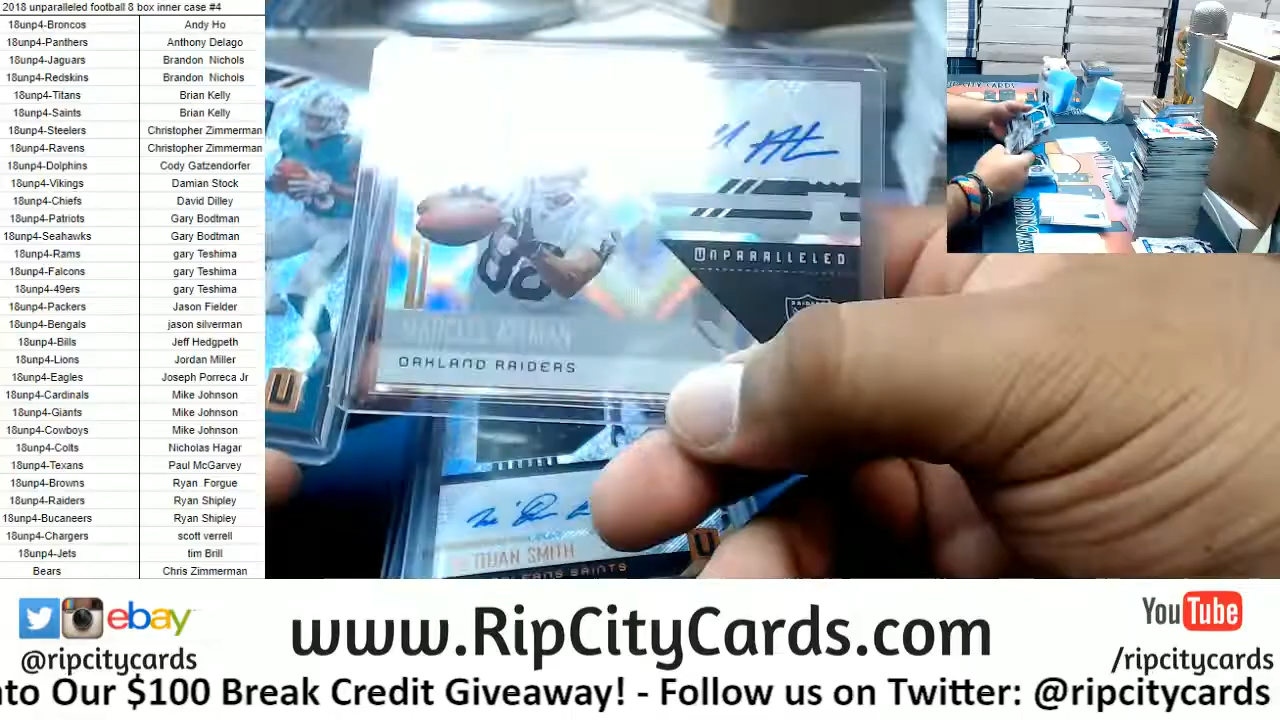 2018 unparalleled football 8 box inner case #4
18unp4-Broncos Andy Ho
18unp4-Panthers Anthony Delago
18unp4-Jaguars Brandon Nichols
18unp4-Redskins Brandon Nichols
18unp4-Titans Brian Kelly
18unp4-Saints Brian Kelly
18unp4-Steelers Christopher Zimmerman
18unp4-Ravens Christopher Zimmerman
18unp4-Dolphins Cody Gatzendorfer
18unp4-Vikings Damian Stock
18unp4-Chiefs David Dilley
18unp4-Patriots Gary Bodtman
18unp4-Seahawks Gary Bodtman
18unp4-Rams gary Teshima
18unp4-Falcons gary Teshima
18unp4-49ers gary Teshima
18unp4-Packers Jason Fielder
18unp4-Bengals jason silverman
18unp4-Bills Jeff Hedgpeth
18unp4-Lions Jordan Miller
18unp4-Eagles Joseph Porreca Jr
18unp4-Cardinals Mike Johnson
18unp4-Giants Mike Johnson
18unp4-Cowboys Mike Johnson
18unp4-Colts Nicholas Hagar
18unp4-Texans Paul McGarvey
18unp4-Browns Ryan Forgue
18unp4-Raiders Ryan Shipley
18unp4-Bucaneers Ryan Shipley
18unp4-Chargers scott verrell
18unp4-Jets tim Brill
Bears Chris Zimmerman
UNPARALLELED
RAIDERS
MARCELL ATEMAN
OAKLAND RAIDERS
SMITH
SAINTS
U
U
ebay
@ripcitycards
www.RipCityCards.com
YouTube
/ripcitycards
nto Our $100 Break Credit Giveaway! - Follow us on Twitter: @ripcitycards